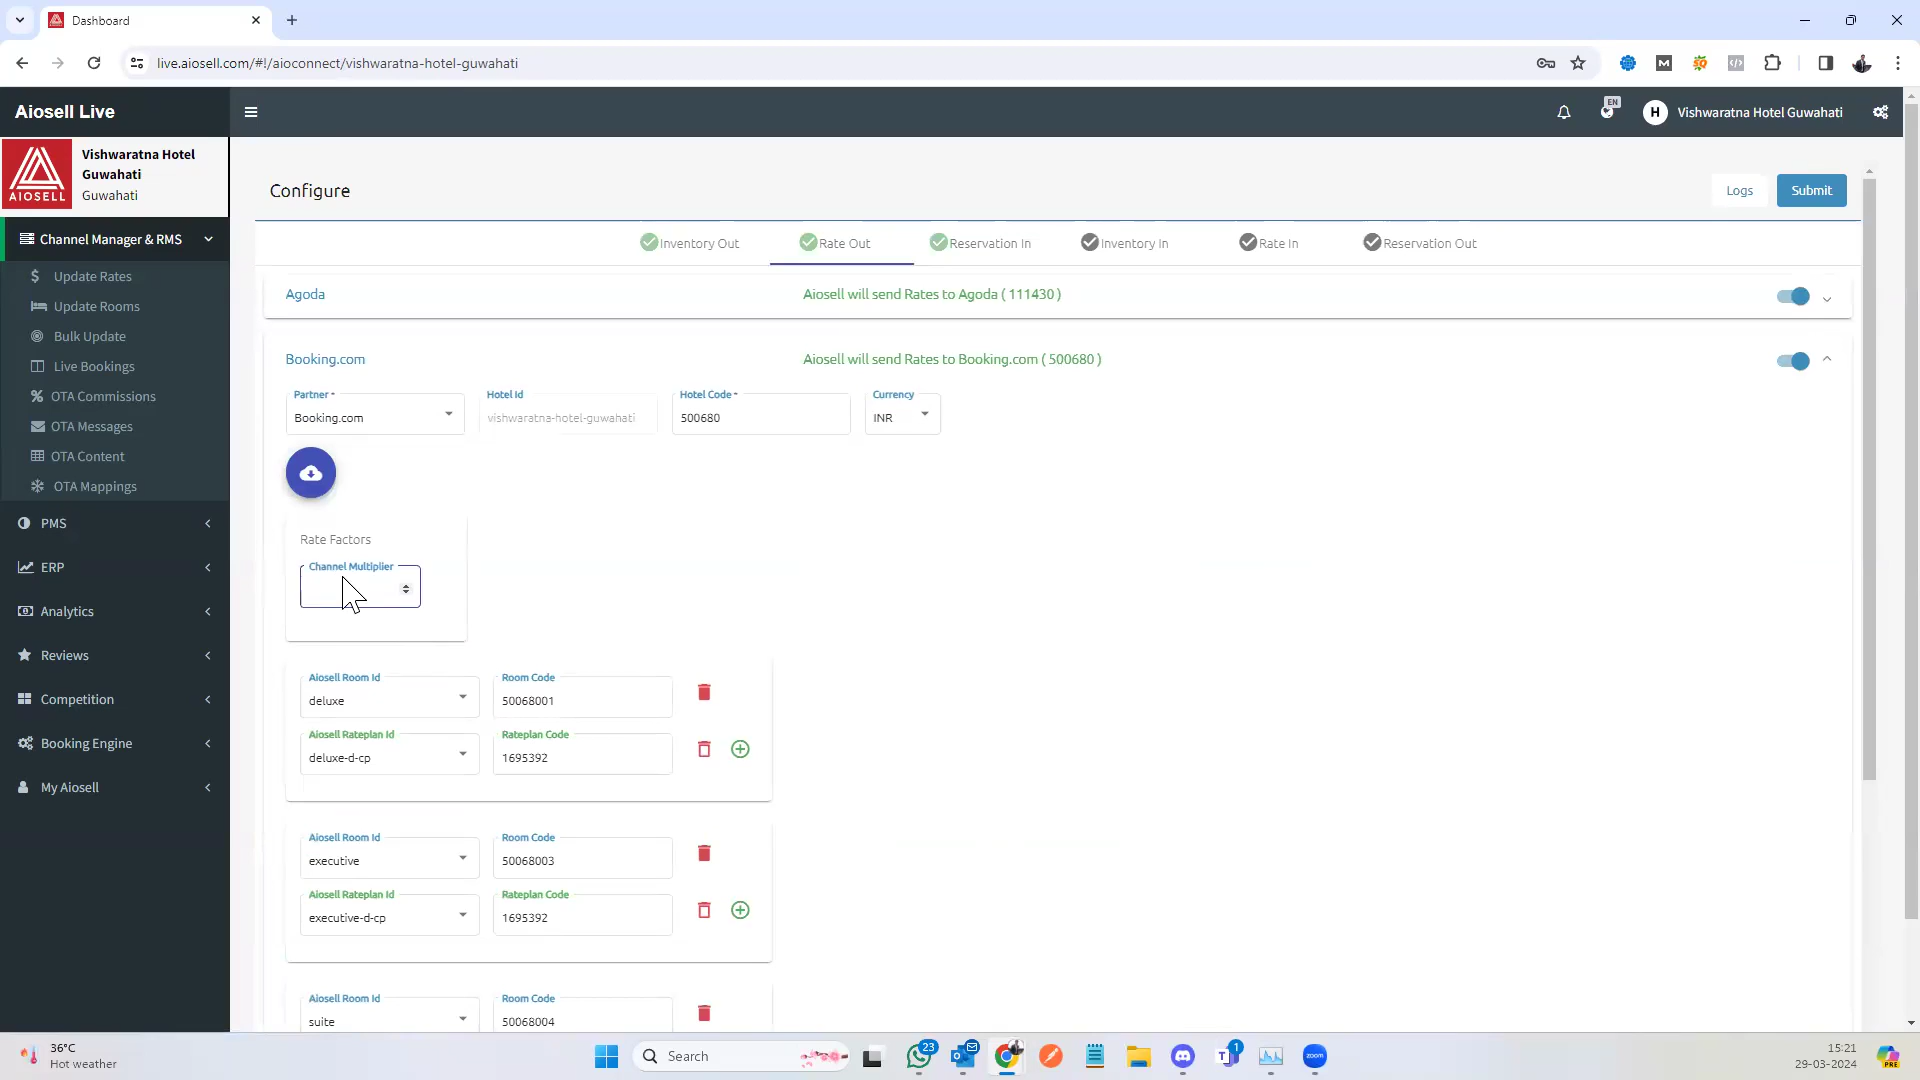 Dashboard
live.aiosell.com/#!/aioconnect/vishwaratna-hotel-guwahati
Aiosell Live
EN
H
Vishwaratna Hotel Guwahati
AIOSELL
Vishwaratna Hotel
Guwahati
Guwahati
Configure
Logs
Submit
Channel Manager & RMS
Update Rates
Update Rooms
Bulk Update
Live Bookings
OTA Commissions
OTA Messages
OTA Content
OTA Mappings
PMS
ERP
Analytics
Reviews
Competition
Booking Engine
My Aiosell
Inventory Out
Rate Out
Reservation In
Inventory In
Rate In
Reservation Out
Agoda
Aiosell will send Rates to Agoda ( 111430 )
Booking.com
Aiosell will send Rates to Booking.com ( 500680 )
Partner *
Booking.com
Hotel Id
vishwaratna-hotel-guwahati
Hotel Code *
500680
Currency
INR
Rate Factors
Channel Multiplier
Aiosell Room Id
deluxe
Room Code
50068001
Aiosell Rateplan Id
deluxe-d-cp
Rateplan Code
1695392
Aiosell Room Id
executive
Room Code
50068003
Aiosell Rateplan Id
executive-d-cp
Rateplan Code
1695392
Aiosell Room Id
suite
Room Code
50068004
36°C
Hot weather
Search
23
1
zoom
15:21
29-03-2024
PRE